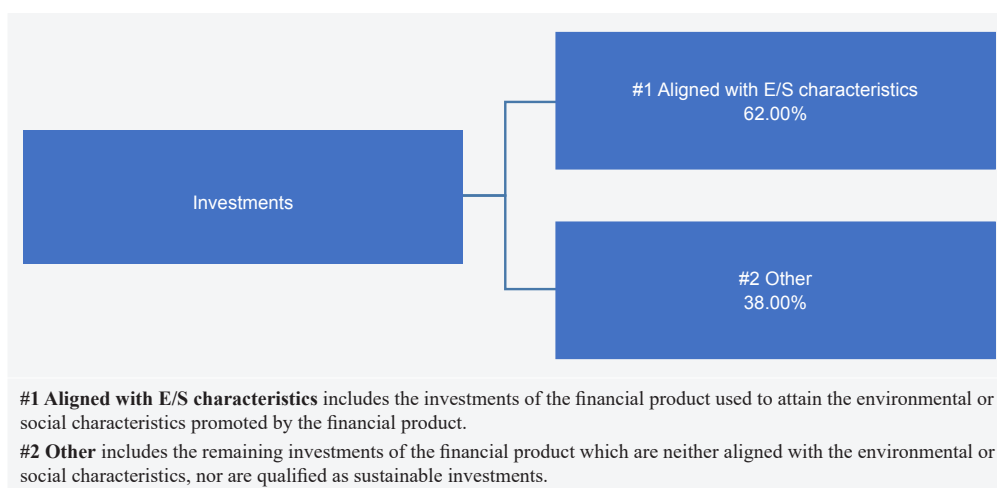 #1 Aligned with E/S characteristics
62.00%
Investments
#2 Other
38.00%
#1 Aligned with E/S characteristics includes the investments of the financial product used to attain the environmental or
social characteristics promoted by the financial product.
#2 Other includes the remaining investments of the financial product which are neither aligned with the environmental or
social characteristics, nor are qualified as sustainable investments.